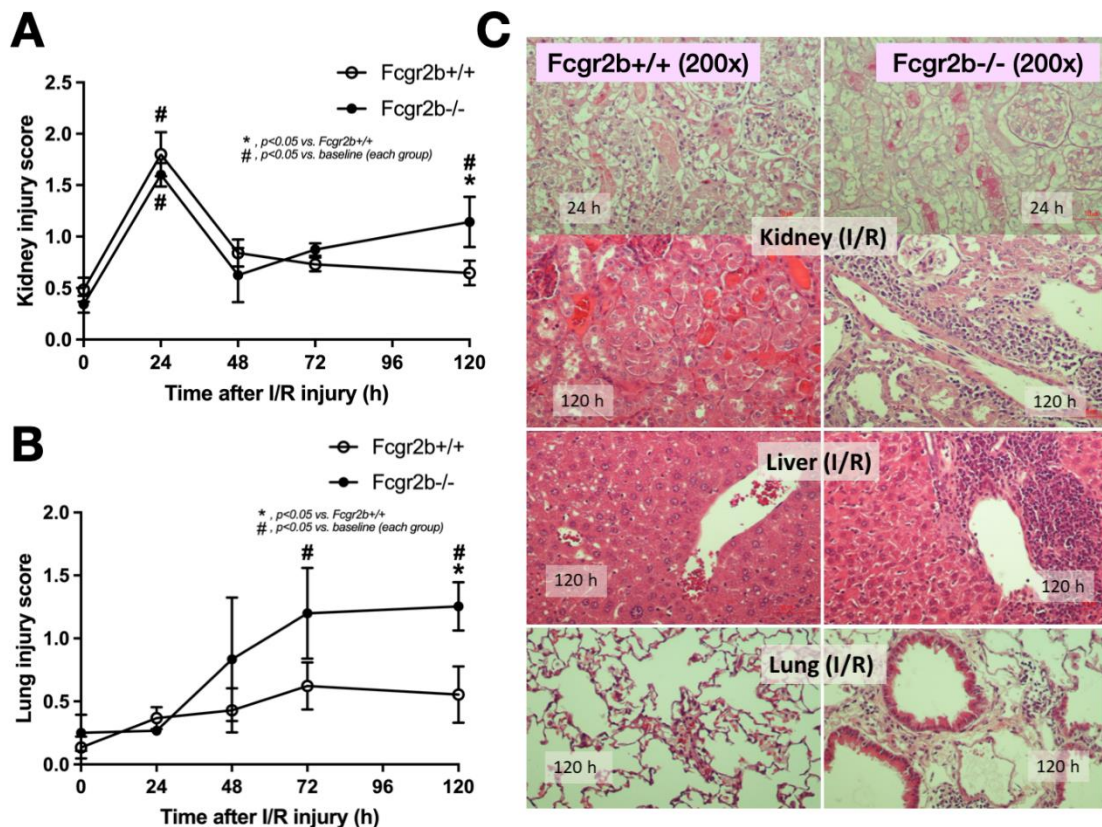 A
Fcgr2b+/+
Fcgr2b-/-
*, p<0.05 vs. Fcgr2b+/+
#, p<0.05 vs. baseline (each group)
#
#
#
*
Kidney injury score
2.5
2.0
1.5
1.0
0.5
0.0
0 24 48 72 96 120
Time after I/R injury (h)
B
Fcgr2b+/+
Fcgr2b-/-
*, p<0.05 vs. Fcgr2b+/+
#, p<0.05 vs. baseline (each group)
#
#
*
Lung injury score
2.0
1.5
1.0
0.5
0.0
0 24 48 72 96 120
Time after I/R injury (h)
C
Fcgr2b+/+ (200x) Fcgr2b-/- (200x)
24 h 24 h
Kidney (I/R)
120 h 120 h
Liver (I/R)
120 h 120 h
Lung (I/R)
120 h 120 h